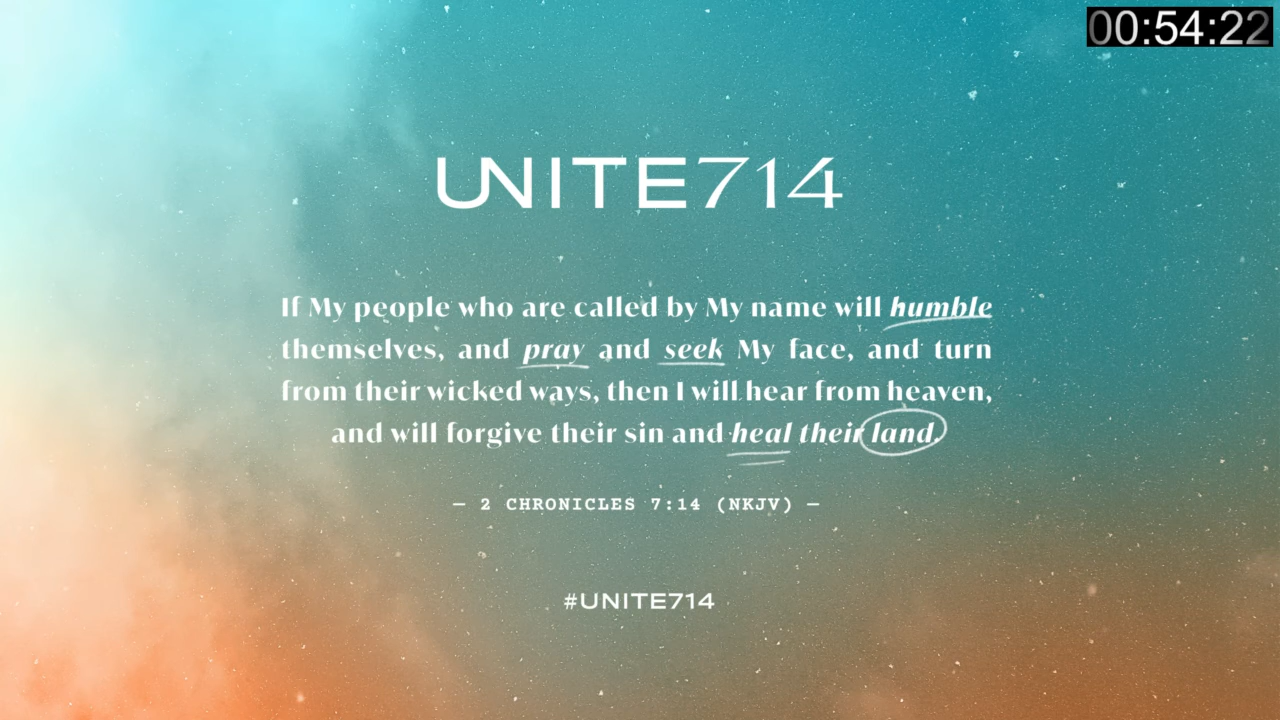 00:54:22
UNITE714
If My people who are called by My name will humble
themselves, and pray and seek My face, and turn
from their wicked ways, then I will hear from heaven,
and will forgive their sin and heal their land.
— 2 CHRONICLES 7:14 (NKJV) —
#UNITE714